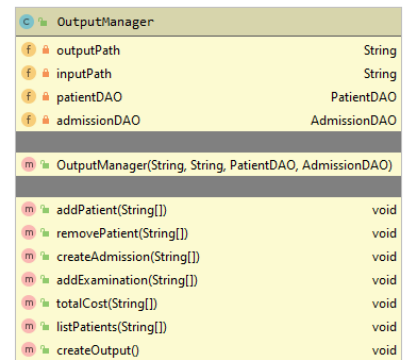 C OutputManager
f outputPath String
f inputPath String
f patientDAO PatientDAO
f admissionDAO AdmissionDAO
m OutputManager(String, String, PatientDAO, AdmissionDAO)
m addPatient(String[]) void
m removePatient(String[]) void
m createAdmission(String[]) void
m addExamination(String[]) void
m totalCost(String[]) void
m listPatients(String[]) void
m createOutput() void